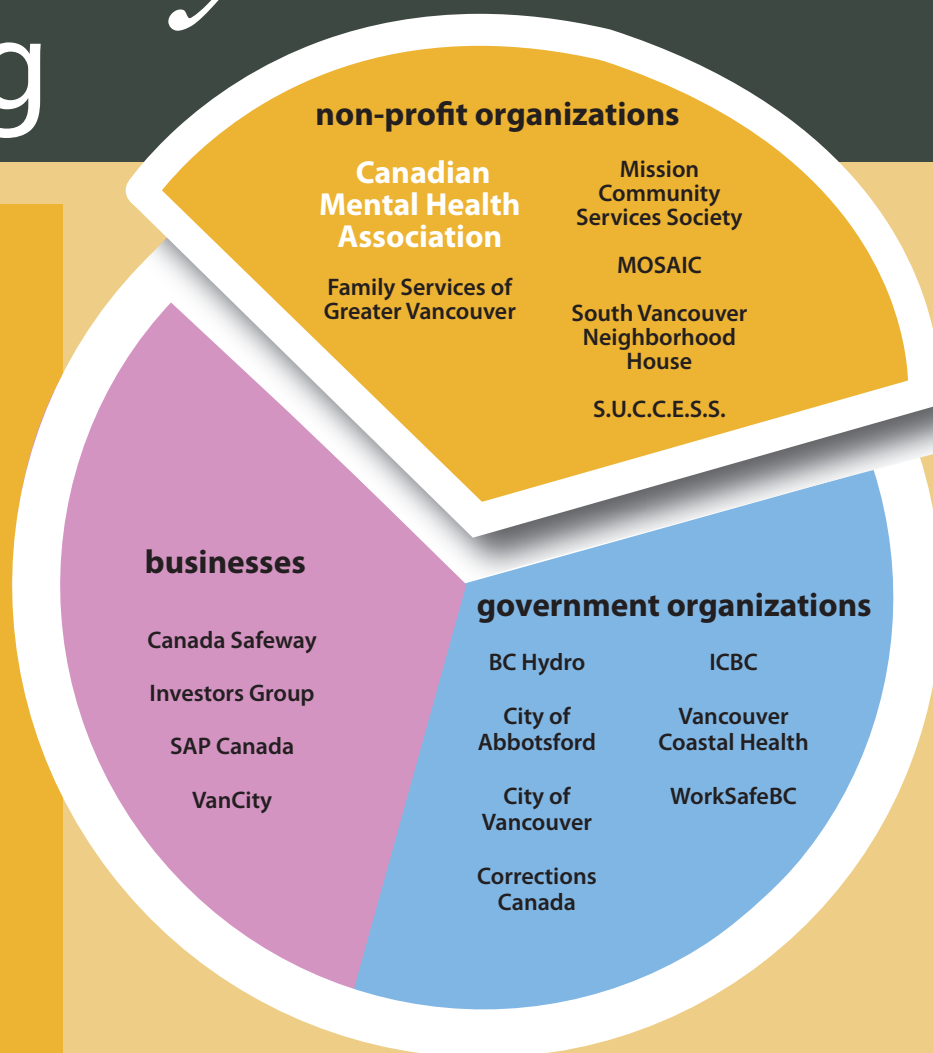 g
non-profit organizations
Canadian
Mental Health
Association
Family Services of
Greater Vancouver
Mission
Community
Services Society
MOSAIC
South Vancouver
Neighborhood
House
S.U.C.C.E.S.S.
businesses
Canada Safeway
Investors Group
SAP Canada
VanCity
government organizations
BC Hydro
City of
Abbotsford
City of
Vancouver
Corrections
Canada
ICBC
Vancouver
Coastal Health
WorkSafeBC